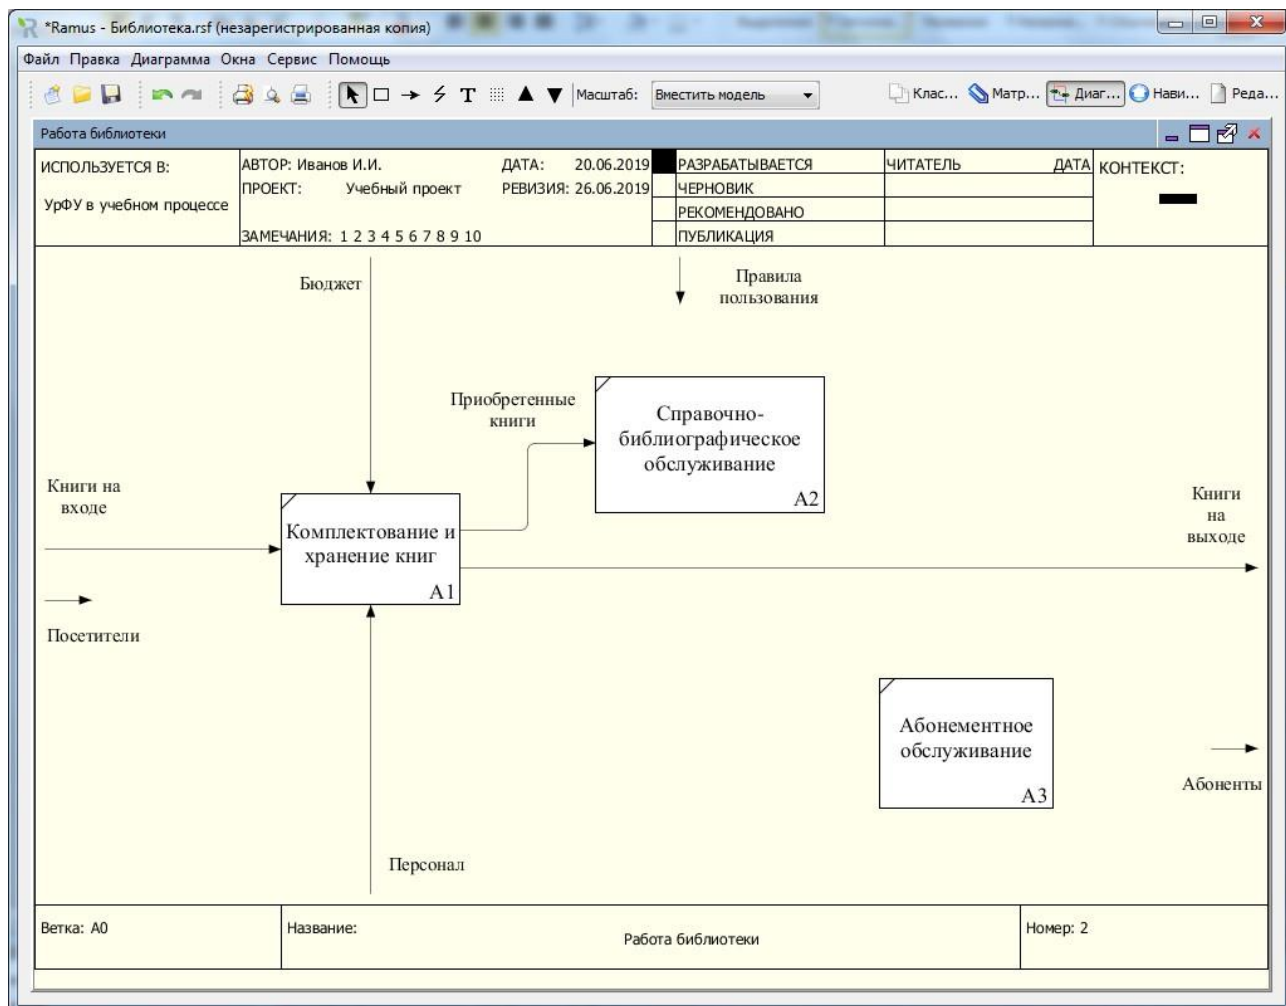 *Ramus - Библиотека.rsf (незарегистрированная копия)
Файл Правка Диаграмма Окна Сервис Помощь
T Масштаб: Вместить модель Клас... Матр... Диаг... Нави... Реда...
Работа библиотеки
ИСПОЛЬЗУЕТСЯ В:
УрФУ в учебном процессе
АВТОР: Иванов И.И. ДАТА: 20.06.2019
ПРОЕКТ: Учебный проект РЕВИЗИЯ: 26.06.2019
ЗАМЕЧАНИЯ: 1 2 3 4 5 6 7 8 9 10
РАЗРАБАТЫВАЕТСЯ
ЧЕРНОВИК
РЕКОМЕНДОВАНО
ПУБЛИКАЦИЯ
ЧИТАТЕЛЬ ДАТА
КОНТЕКСТ:
Бюджет
Правила
пользования
Приобретенные
книги
Справочно-
библиографическое
обслуживание
A2
Книги на
входе
Комплектование и
хранение книг
A1
Книги
на
выходе
Посетители
Абонементное
обслуживание
A3
Абоненты
Персонал
Ветка: A0
Название:
Работа библиотеки
Номер: 2